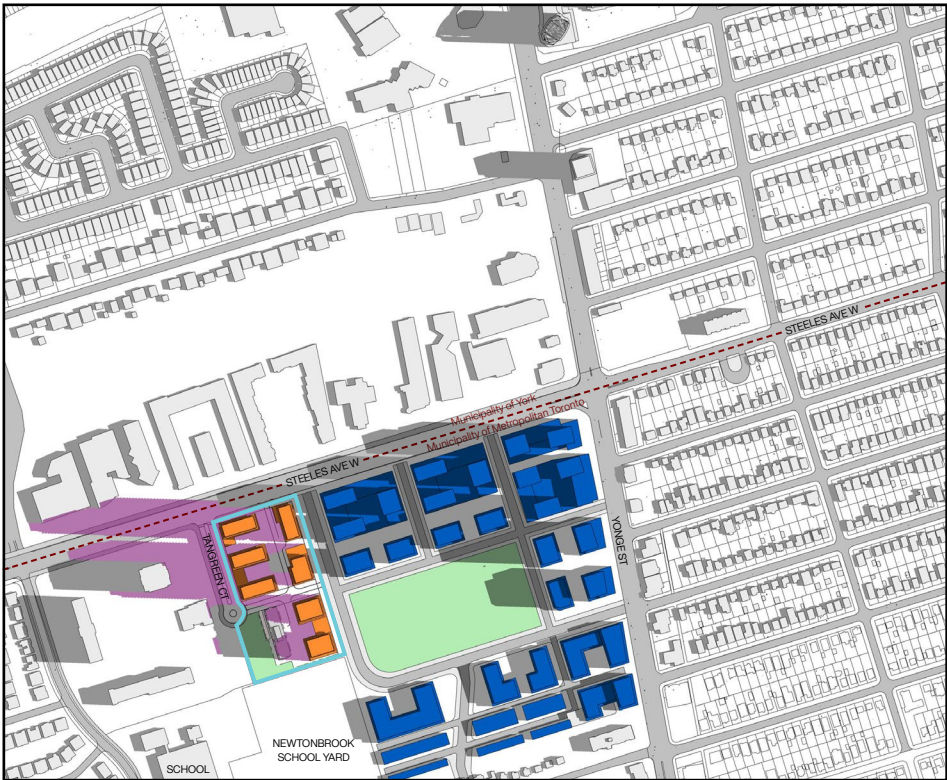 STEELES AVE W
Municipality of York
Municipality of Metropolitan Toronto
STEELES AVE W
TANGREEN CT
YONGE ST
NEWTONBROOK
SCHOOL YARD
SCHOOL